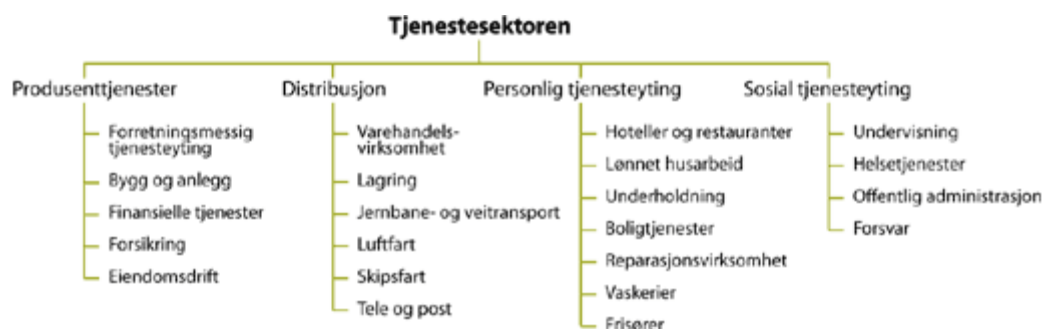 Tjenestesektoren
Produsenttjenester
Forretningsmessig
tjenesteyting
Bygg og anlegg
Finansielle tjenester
Forsikring
Eiendomsdrift
Distribusjon
Varehandels-
virksomhet
Lagring
Jernbane- og veitransport
Luftfart
Skipsfart
Tele og post
Personlig tjenesteyting
Hoteller og restauranter
Lønnet husarbeid
Underholdning
Boligtjenester
Reparasjonsvirksomhet
Vaskerier
Frisører
Sosial tjenesteyting
Undervisning
Helsetjenester
Offentlig administrasjon
Forsvar